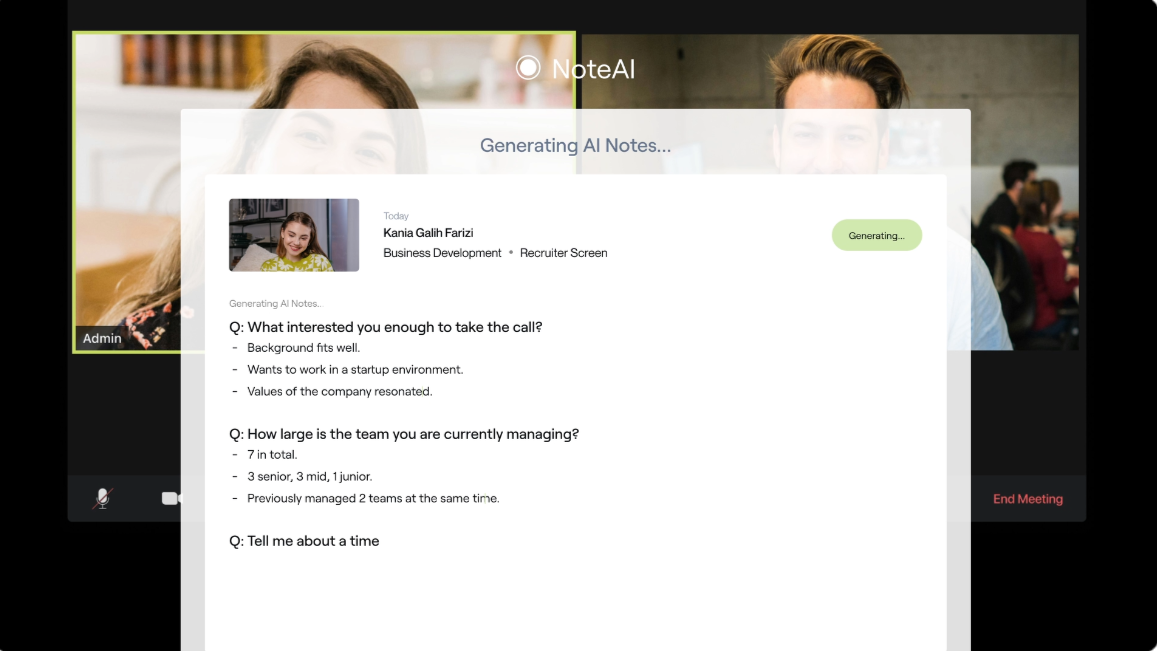 NoteAI
Generating AI Notes...
Today
Kania Galih Farizi
Business Development • Recruiter Screen
Generating...
Generating AI Notes..
Q: What interested you enough to take the call?
- Background fits well.
- Wants to work in a startup environment.
- Values of the company resonated.
Admin
Q: How large is the team you are currently managing?
- 7 in total.
- 3 senior, 3 mid, 1 junior.
- Previously managed 2 teams at the same time.
End Meeting
Q: Tell me about a time